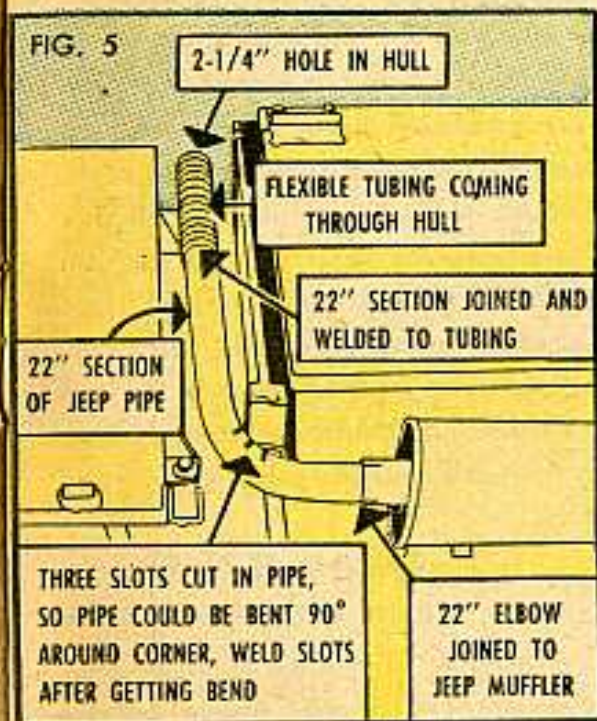 FIG. 5
2-1/4" HOLE IN HULL
FLEXIBLE TUBING COMING
THROUGH HULL
22" SECTION JOINED AND
WELDED TO TUBING
22" SECTION
OF JEEP PIPE
THREE SLOTS CUT IN PIPE,
SO PIPE COULD BE BENT 90°
AROUND CORNER, WELD SLOTS
AFTER GETTING BEND
22" ELBOW
JOINED TO
JEEP MUFFLER